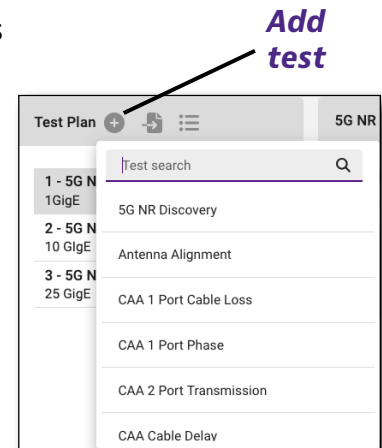 s
Add
test
Test Plan
5G NR
Test search
1 - 5G N
1GigE
2 - 5G N
10 GIgE
3 - 5G N
25 GigE
5G NR Discovery
Antenna Alignment
CAA 1 Port Cable Loss
CAA 1 Port Phase
CAA 2 Port Transmission
CAA Cable Delay